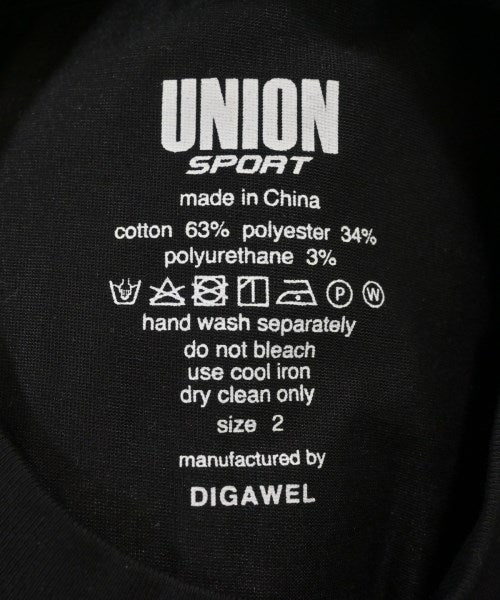 UNION
SPORT
made in China
cotton 63% polyester 34%
polyurethane 3%
P W
hand wash separately
do not bleach
use cool iron
dry clean only
size 2
manufactured by
DIGAWEL